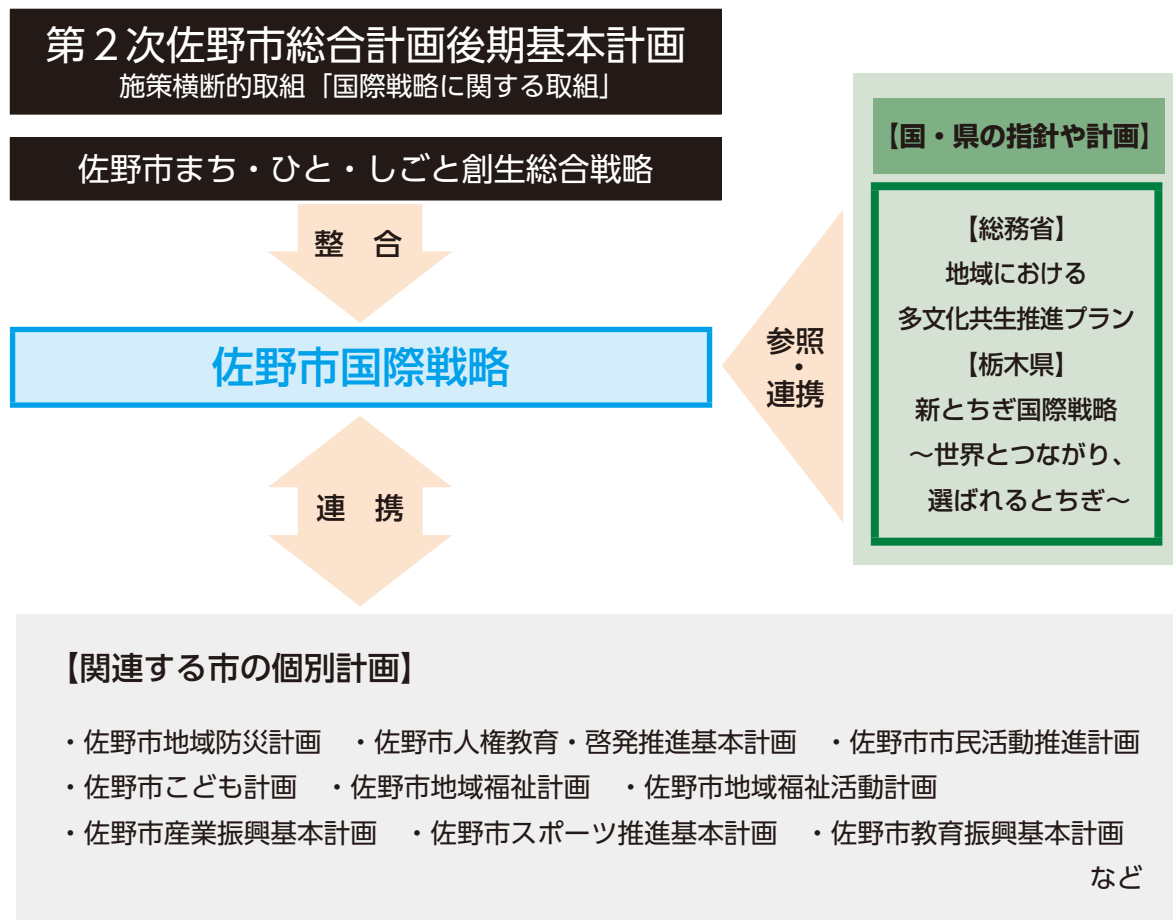 第２次佐野市総合計画後期基本計画
施策横断的取組「国際戦略に関する取組」
佐野市まち・ひと・しごと創生総合戦略
整　合
佐野市国際戦略
参照
・
連携
【国・県の指針や計画】
【総務省】
地域における
多文化共生推進プラン
【栃木県】
新とちぎ国際戦略
～世界とつながり、
選ばれるとちぎ～
連　携
【関連する市の個別計画】
・佐野市地域防災計画　・佐野市人権教育・啓発推進基本計画　・佐野市市民活動推進計画
・佐野市こども計画　・佐野市地域福祉計画　・佐野市地域福祉活動計画
・佐野市産業振興基本計画　・佐野市スポーツ推進基本計画　・佐野市教育振興基本計画
など